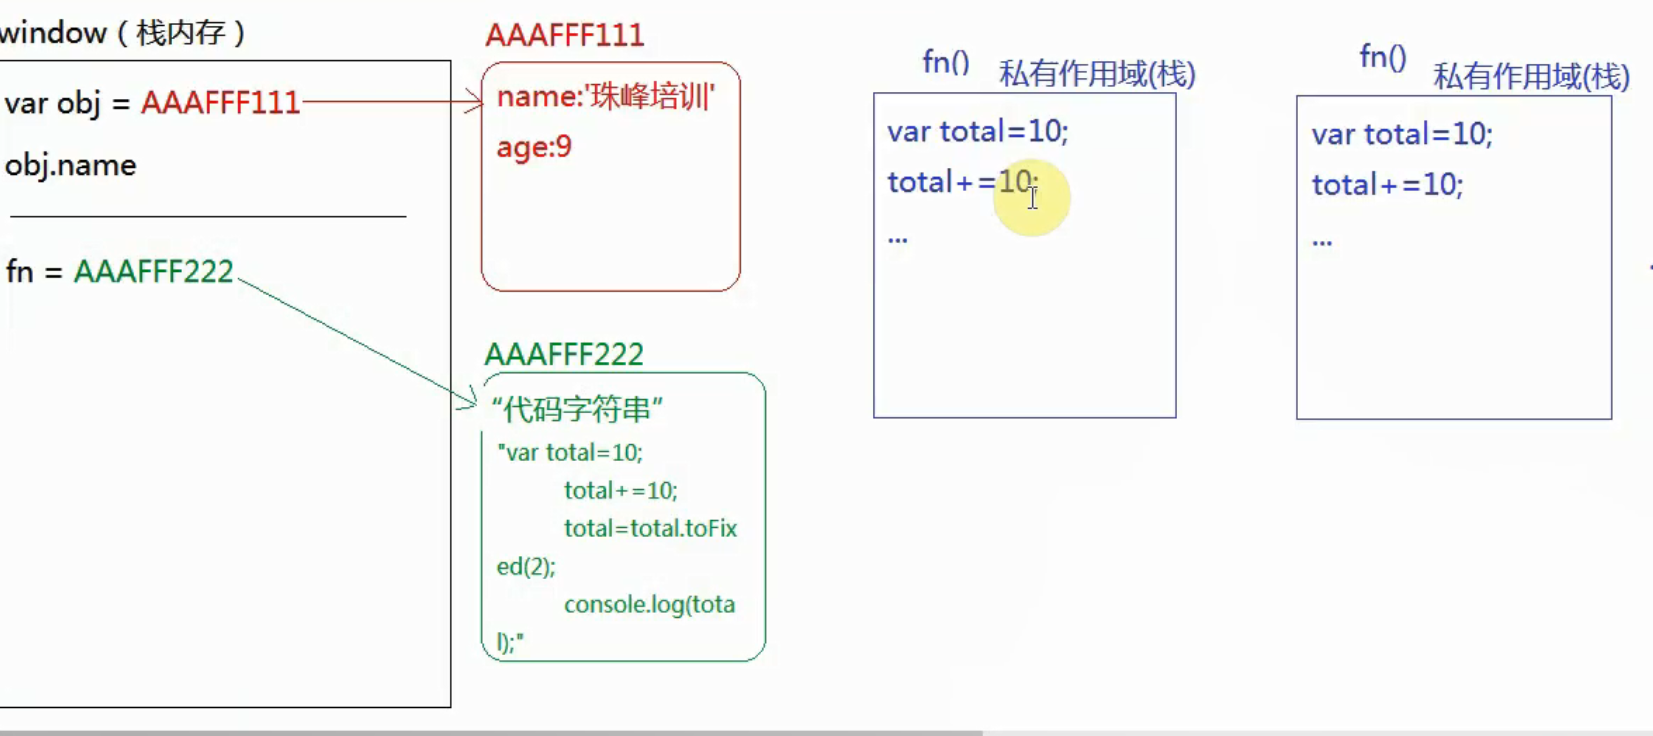 window（栈内存）
var obj = AAAFFF111
obj.name
fn = AAAFFF222
AAAFFF111
name:'珠峰培训'
age:9
AAAFFF222
“代码字符串”
"var total=10;
total+=10;
total=total.toFix
ed(2);
console.log(tota
l);"
fn() 私有作用域(栈)
var total=10;
total+=10;
...
fn() 私有作用域(栈)
var total=10;
total+=10;
...